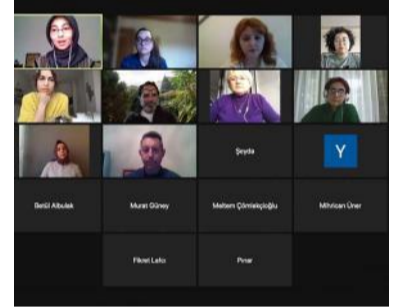 Şeyda
Y
Betül Albulak
Murat Güney
Meltem Çömlekçioğlu
Mihrican Üner
Fikret Lafcı
Pınar